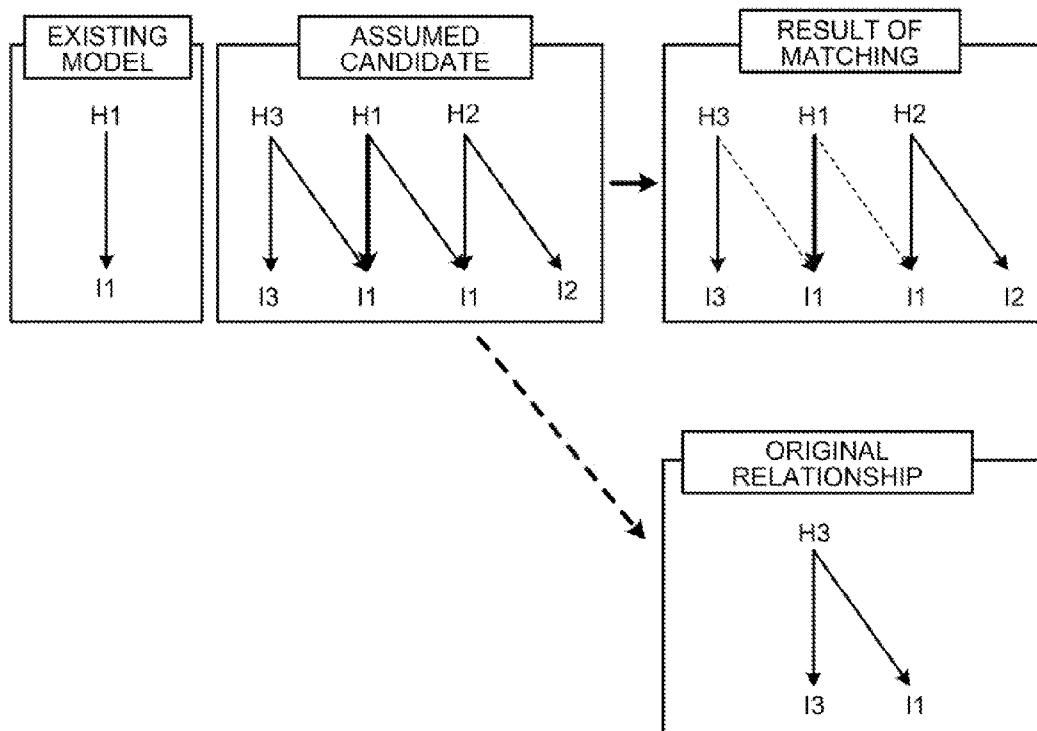 EXISTING
MODEL
H1
I1
ASSUMED
CANDIDATE
H3 H1 H2
I3 I1 I1 I2
RESULT OF
MATCHING
H3 H1 H2
I3 I1 I1 I2
ORIGINAL
RELATIONSHIP
H3
I3 I1